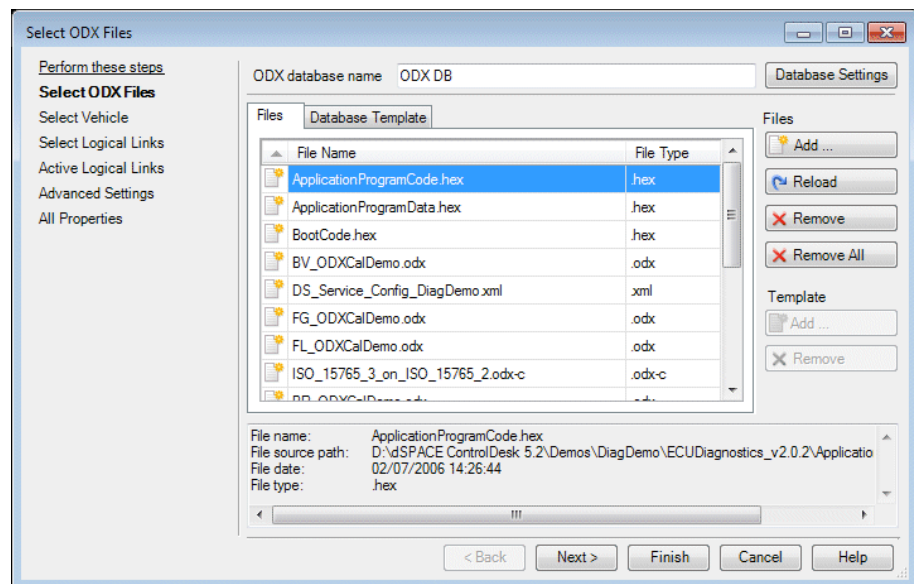 Select ODX Files
Perform these steps
Select ODX Files
Select Vehicle
Select Logical Links
Active Logical Links
Advanced Settings
All Properties
ODX database name ODX DB Database Settings
Files Database Template
File Name File Type
ApplicationProgramCode.hex .hex
ApplicationProgramData.hex .hex
BootCode.hex .hex
BV_ODXCalDemo.odx .odx
DS_Service_Config_DiagDemo.xml .xml
FG_ODXCalDemo.odx .odx
FL_ODXCalDemo.odx .odx
ISO_15765_3_on_ISO_15765_2.odx-c .odx-c
Files
Add ...
Reload
Remove
Remove All
Template
Add ...
Remove
File name: ApplicationProgramCode.hex
File source path: D:\dSPACE ControlDesk 5.2\Demos\DiagDemo\ECUDiagnostics_v2.0.2\Applicatio
File date: 02/07/2006 14:26:44
File type: .hex
< Back Next > Finish Cancel Help